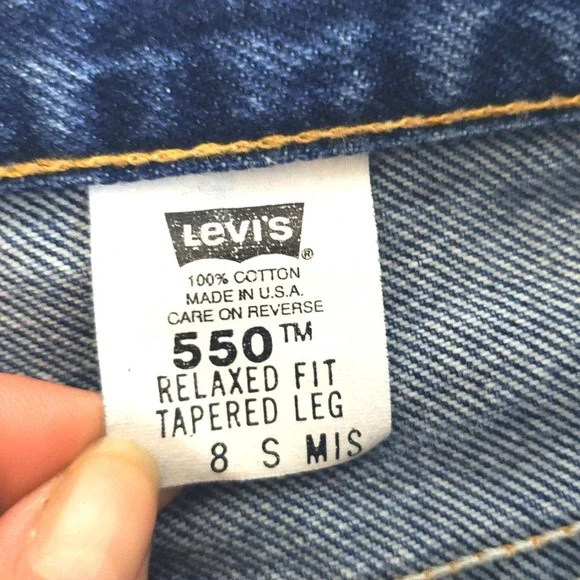 Levi's ®
100% COTTON
MADE IN U.S.A.
CARE ON REVERSE
550™
RELAXED FIT
TAPERED LEG
8 S MIS